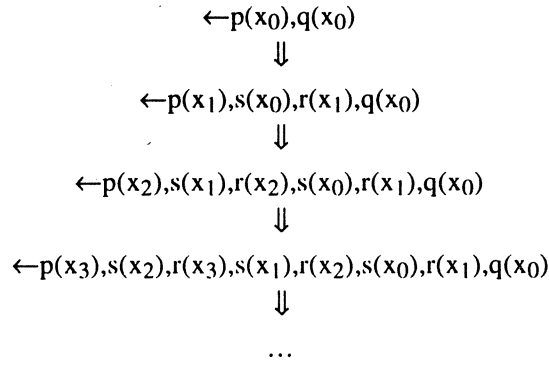 ←p(x₀),q(x₀)
⇓
←p(x₁),s(x₀),r(x₁),q(x₀)
⇓
←p(x₂),s(x₁),r(x₂),s(x₀),r(x₁),q(x₀)
⇓
←p(x₃),s(x₂),r(x₃),s(x₁),r(x₂),s(x₀),r(x₁),q(x₀)
⇓
...